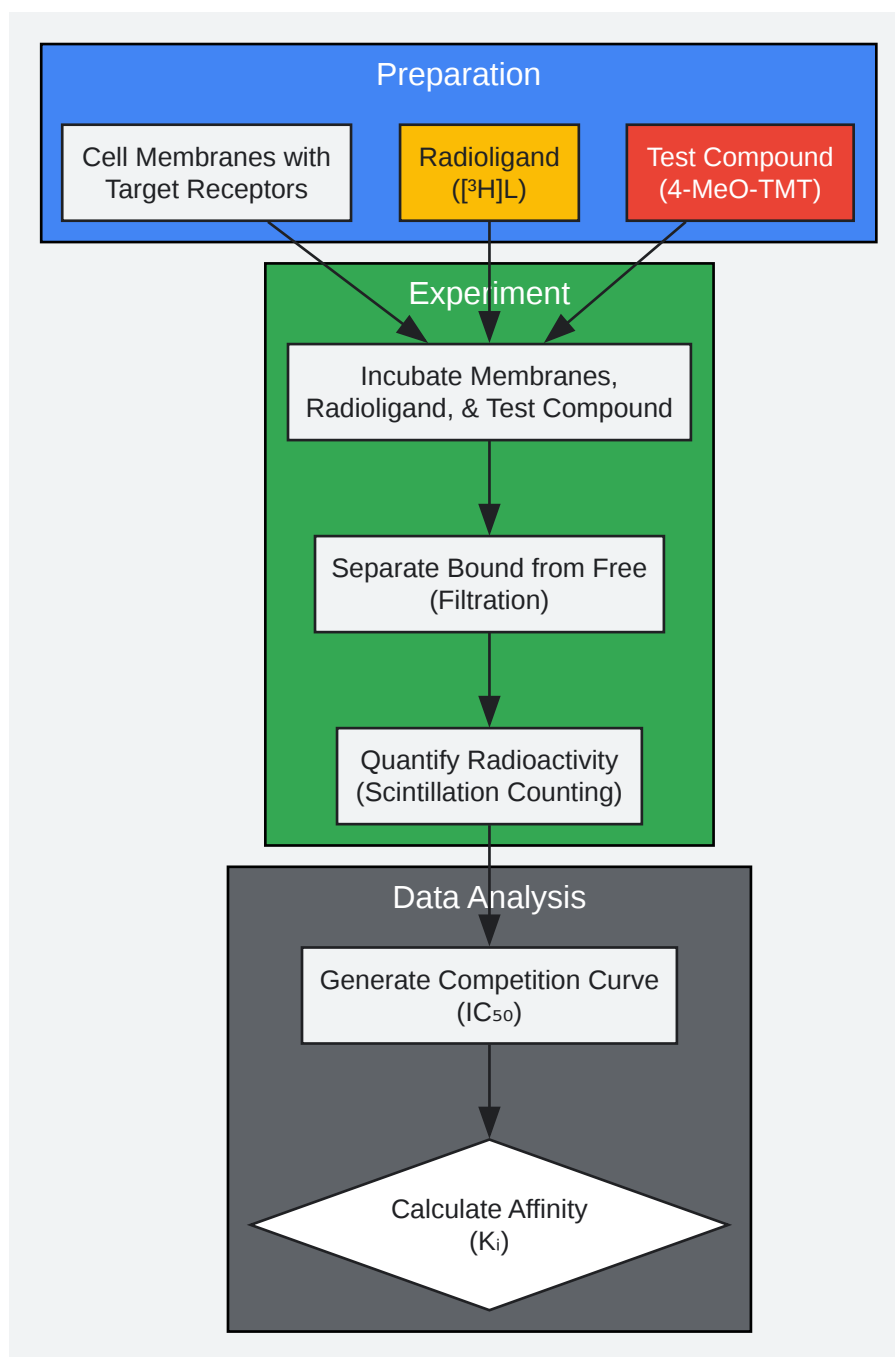 Preparation
Cell Membranes with
Target Receptors
Radioligand
([³H]L)
Test Compound
(4-MeO-TMT)
Experiment
Incubate Membranes,
Radioligand, & Test Compound
Separate Bound from Free
(Filtration)
Quantify Radioactivity
(Scintillation Counting)
Data Analysis
Generate Competition Curve
(IC₅₀)
Calculate Affinity
(Kᵢ)